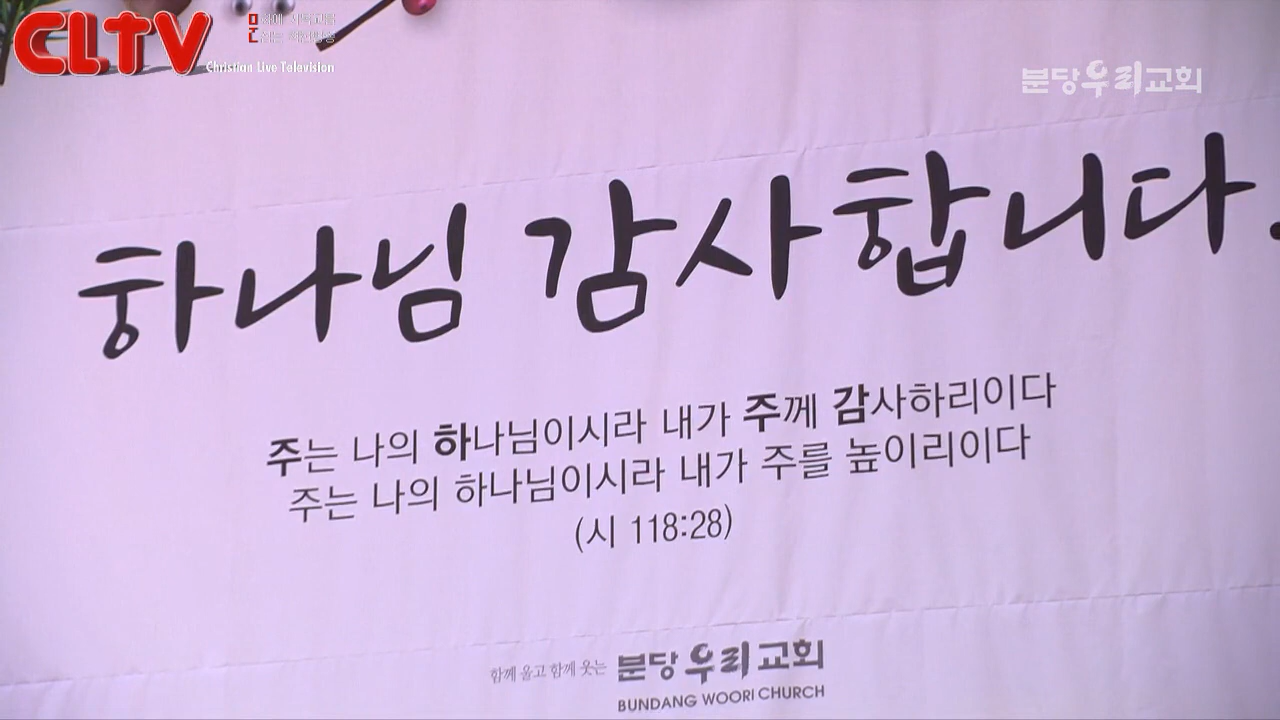 CLTV
Christian Live Television
분당우리교회
하나님 감사합니다.
주는 나의 하나님이시라 내가 주께 감사하리이다
주는 나의 하나님이시라 내가 주를 높이리이다
(시 118:28)
함께 울고 함께 웃는 분당우리교회
BUNDANG WOORI CHURCH